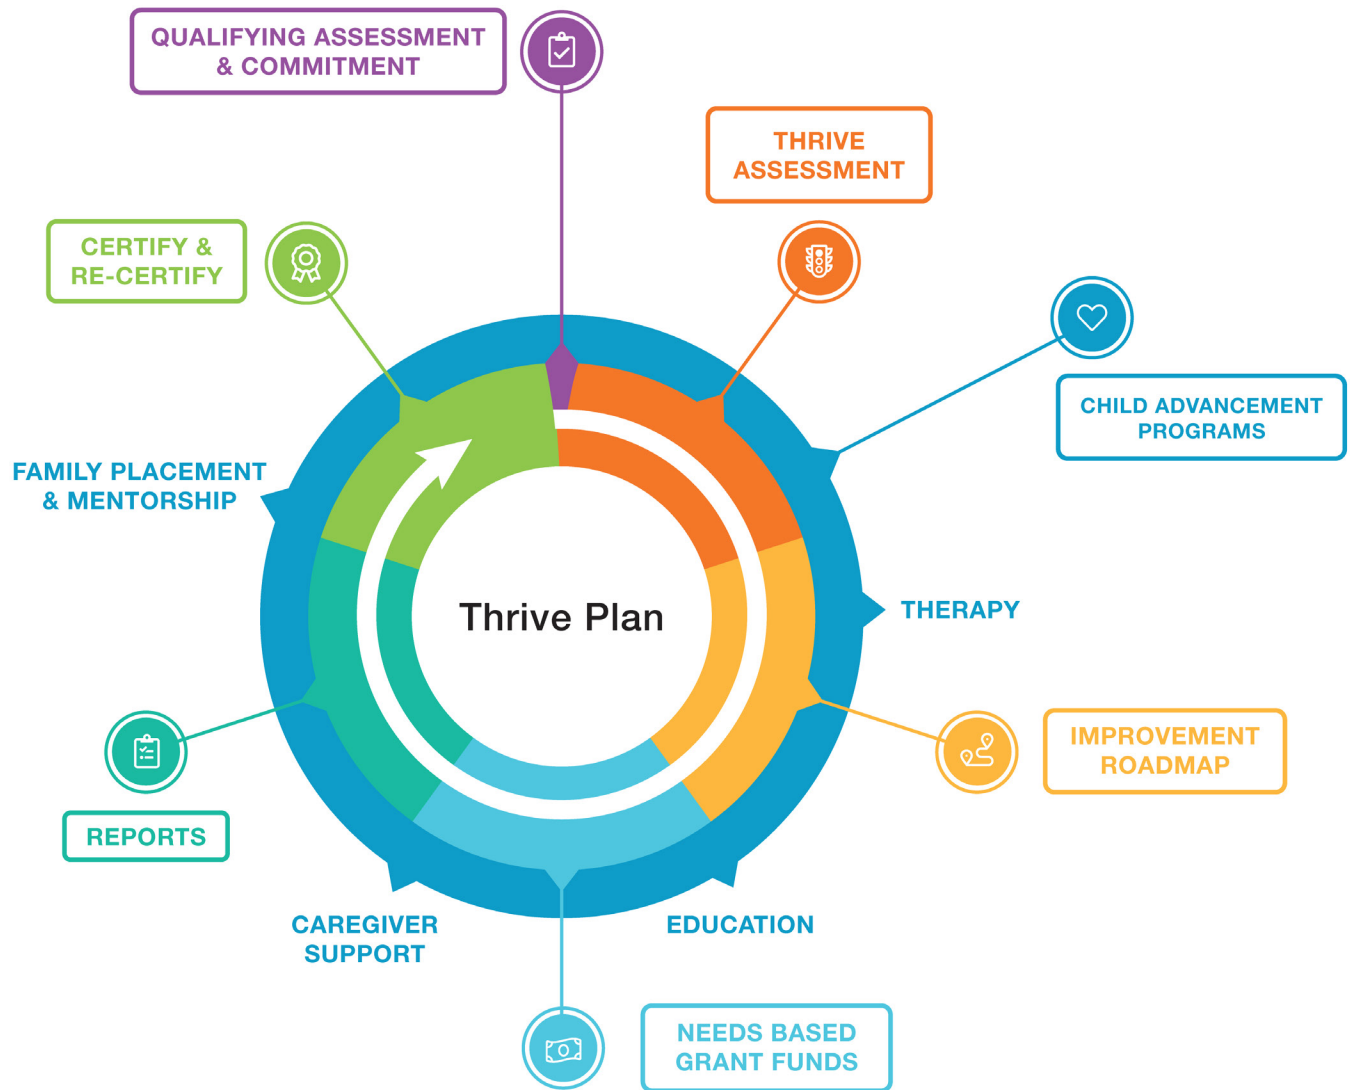 QUALIFYING ASSESSMENT
& COMMITMENT
THRIVE
ASSESSMENT
CERTIFY &
RE-CERTIFY
CHILD ADVANCEMENT
PROGRAMS
FAMILY PLACEMENT
& MENTORSHIP
Thrive Plan
THERAPY
IMPROVEMENT
ROADMAP
REPORTS
CAREGIVER
SUPPORT
EDUCATION
NEEDS BASED
GRANT FUNDS